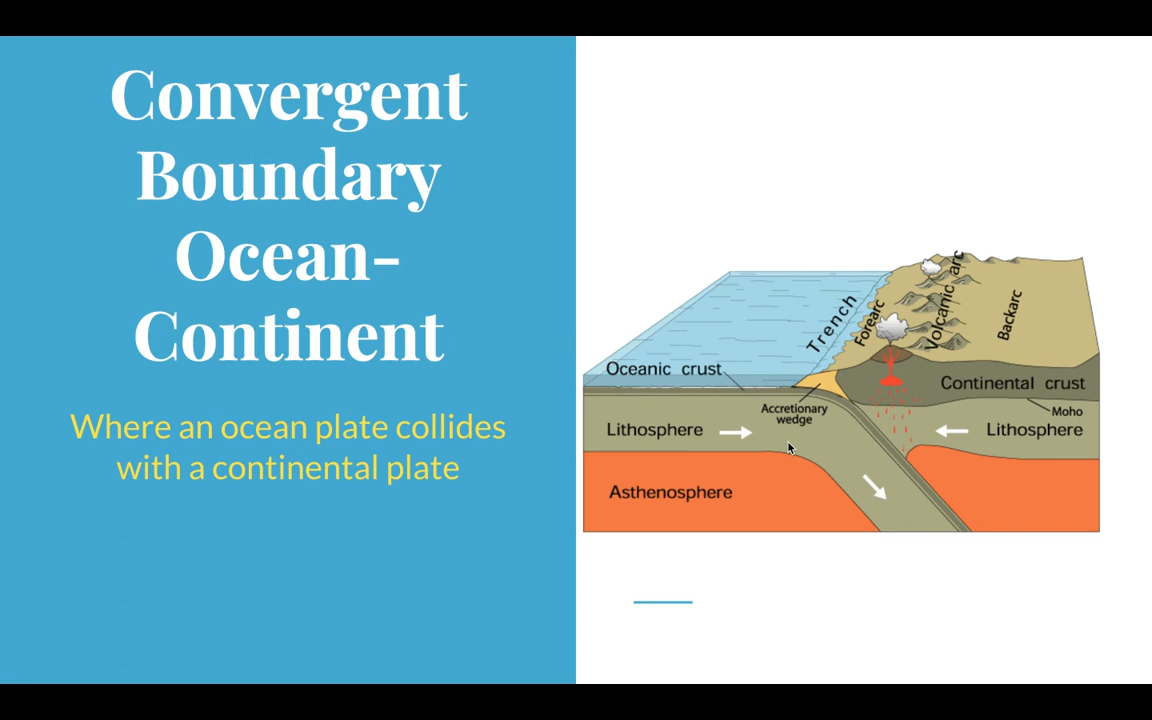 Convergent
Boundary
Ocean-
Continent
Where an ocean plate collides
with a continental plate
Trench
Forearc
Volcanic arc
Backarc
Oceanic crust
Continental crust
Accretionary
wedge
Moho
Lithosphere
Lithosphere
Asthenosphere